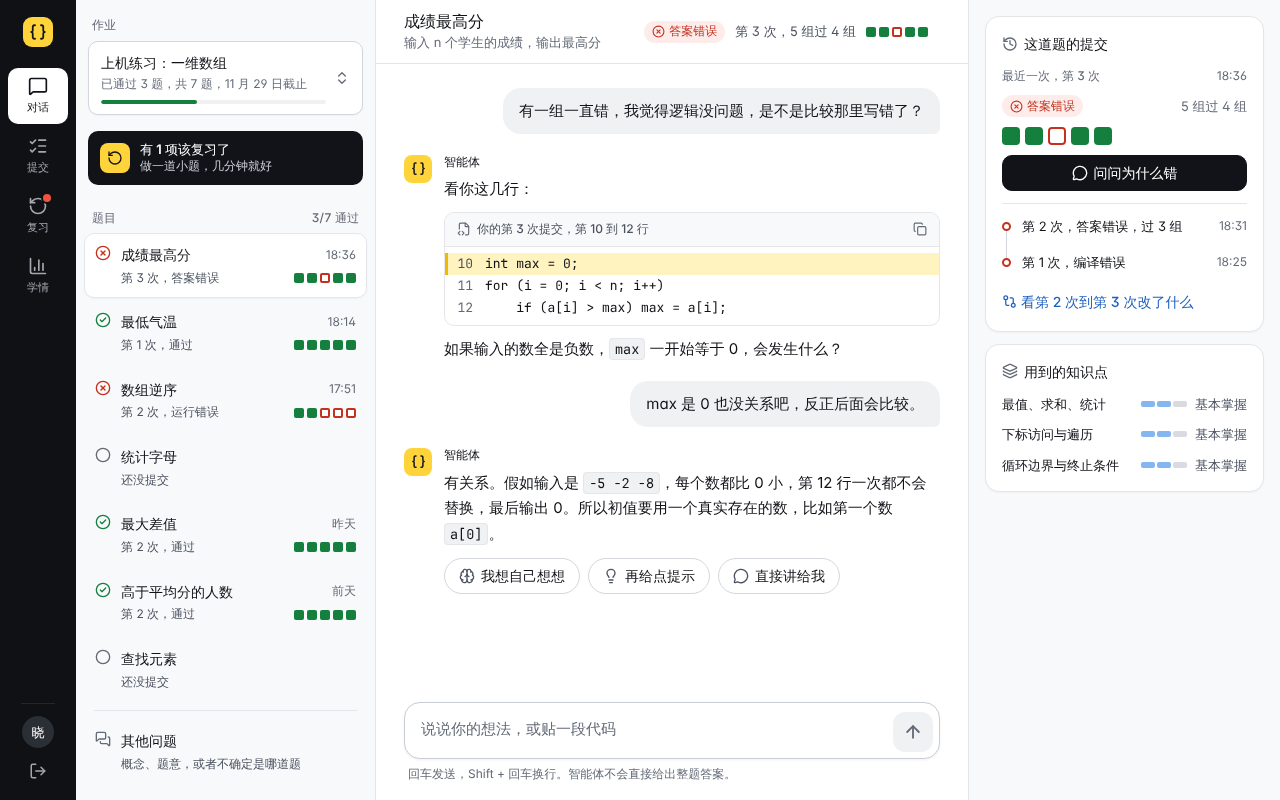 {}
对话
提交
复习
学情
晓
作业
上机练习：一维数组
已通过 3 题，共 7 题，11 月 29 日截止
有 1 项该复习了
做一道小题，几分钟就好
题目 3/7 通过
成绩最高分 18:36
第 3 次，答案错误
最低气温 18:14
第 1 次，通过
数组逆序 17:51
第 2 次，运行错误
统计字母
还没提交
最大差值 昨天
第 2 次，通过
高于平均分的人数 前天
第 2 次，通过
查找元素
还没提交
其他问题
概念、题意，或者不确定是哪道题
成绩最高分
输入 n 个学生的成绩，输出最高分
答案错误 第 3 次，5 组过 4 组
有一组一直错，我觉得逻辑没问题，是不是比较那里写错了？
{} 智能体
看你这几行：
你的第 3 次提交，第 10 到 12 行
10 int max = 0;
11 for (i = 0; i < n; i++)
12 if (a[i] > max) max = a[i];
如果输入的数全是负数，max 一开始等于 0，会发生什么？
max 是 0 也没关系吧，反正后面会比较。
{} 智能体
有关系。假如输入是 -5 -2 -8，每个数都比 0 小，第 12 行一次都不会
替换，最后输出 0。所以初值要用一个真实存在的数，比如第一个数
a[0]。
我想自己想想 再给点提示 直接讲给我
说说你的想法，或贴一段代码
回车发送，Shift + 回车换行。智能体不会直接给出整题答案。
这道题的提交
最近一次，第 3 次 18:36
答案错误 5 组过 4 组
问问为什么错
第 2 次，答案错误，过 3 组 18:31
第 1 次，编译错误 18:25
看第 2 次到第 3 次改了什么
用到的知识点
最值、求和、统计 基本掌握
下标访问与遍历 基本掌握
循环边界与终止条件 基本掌握